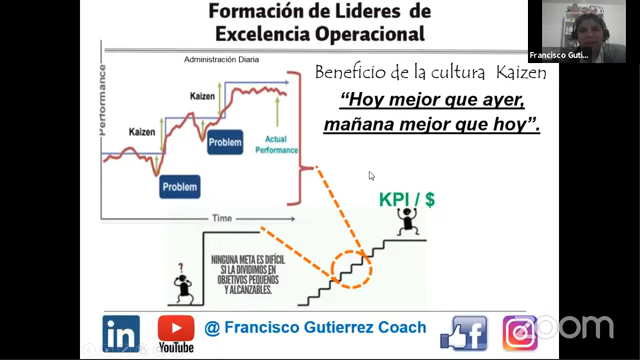 Formación de Lideres de
Excelencia Operacional
Francisco Guti...
Administración Diaria
Beneficio de la cultura Kaizen
“Hoy mejor que ayer,
mañana mejor que hoy”.
Performance
Kaizen
Kaizen
Problem
Problem
Actual
Performance
Time
KPI / $
?
NINGUNA META ES DIFÍCIL
SI LA DIVIDIMOS EN
OBJETIVOS PEQUEÑOS
Y ALCANZABLES.
in
YouTube
@ Francisco Gutierrez Coach
f
zoom